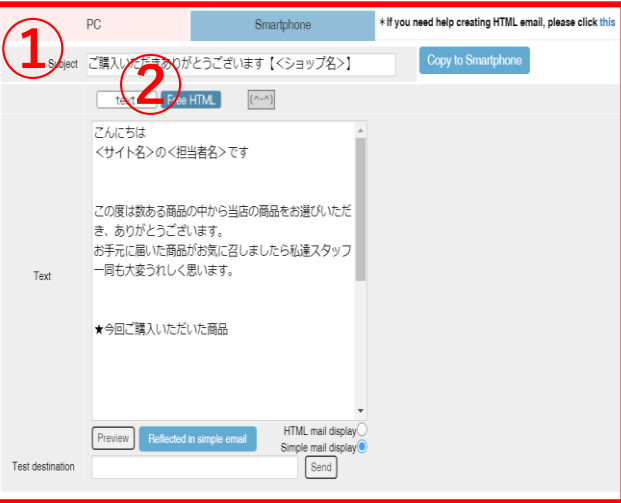 PC
Smartphone
*If you need help creating HTML email, please click this
①
Subject
ご購入いただきありがとうございます【<ショップ名>】
Copy to Smartphone
②
text
Free HTML
(^-^)
Text
こんにちは
<サイト名>の<担当者名>です
この度は数ある商品の中から当店の商品をお選びいただ
き、ありがとうございます。
お手元に届いた商品がお気に召しましたら私達スタッフ
一同も大変うれしく思います。
★今回ご購入いただいた商品
Preview
Reflected in simple email
HTML mail display
Simple mail display
Test destination
Send